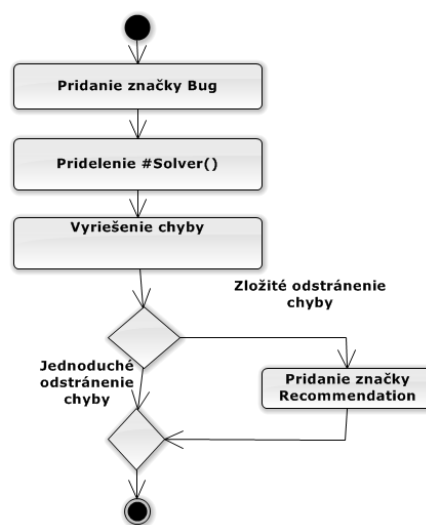 Pridanie značky Bug
Pridelenie #Solver()
Vyriešenie chyby
Zložité odstránenie
chyby
Jednoduché
odstránenie
chyby
Pridanie značky
Recommendation